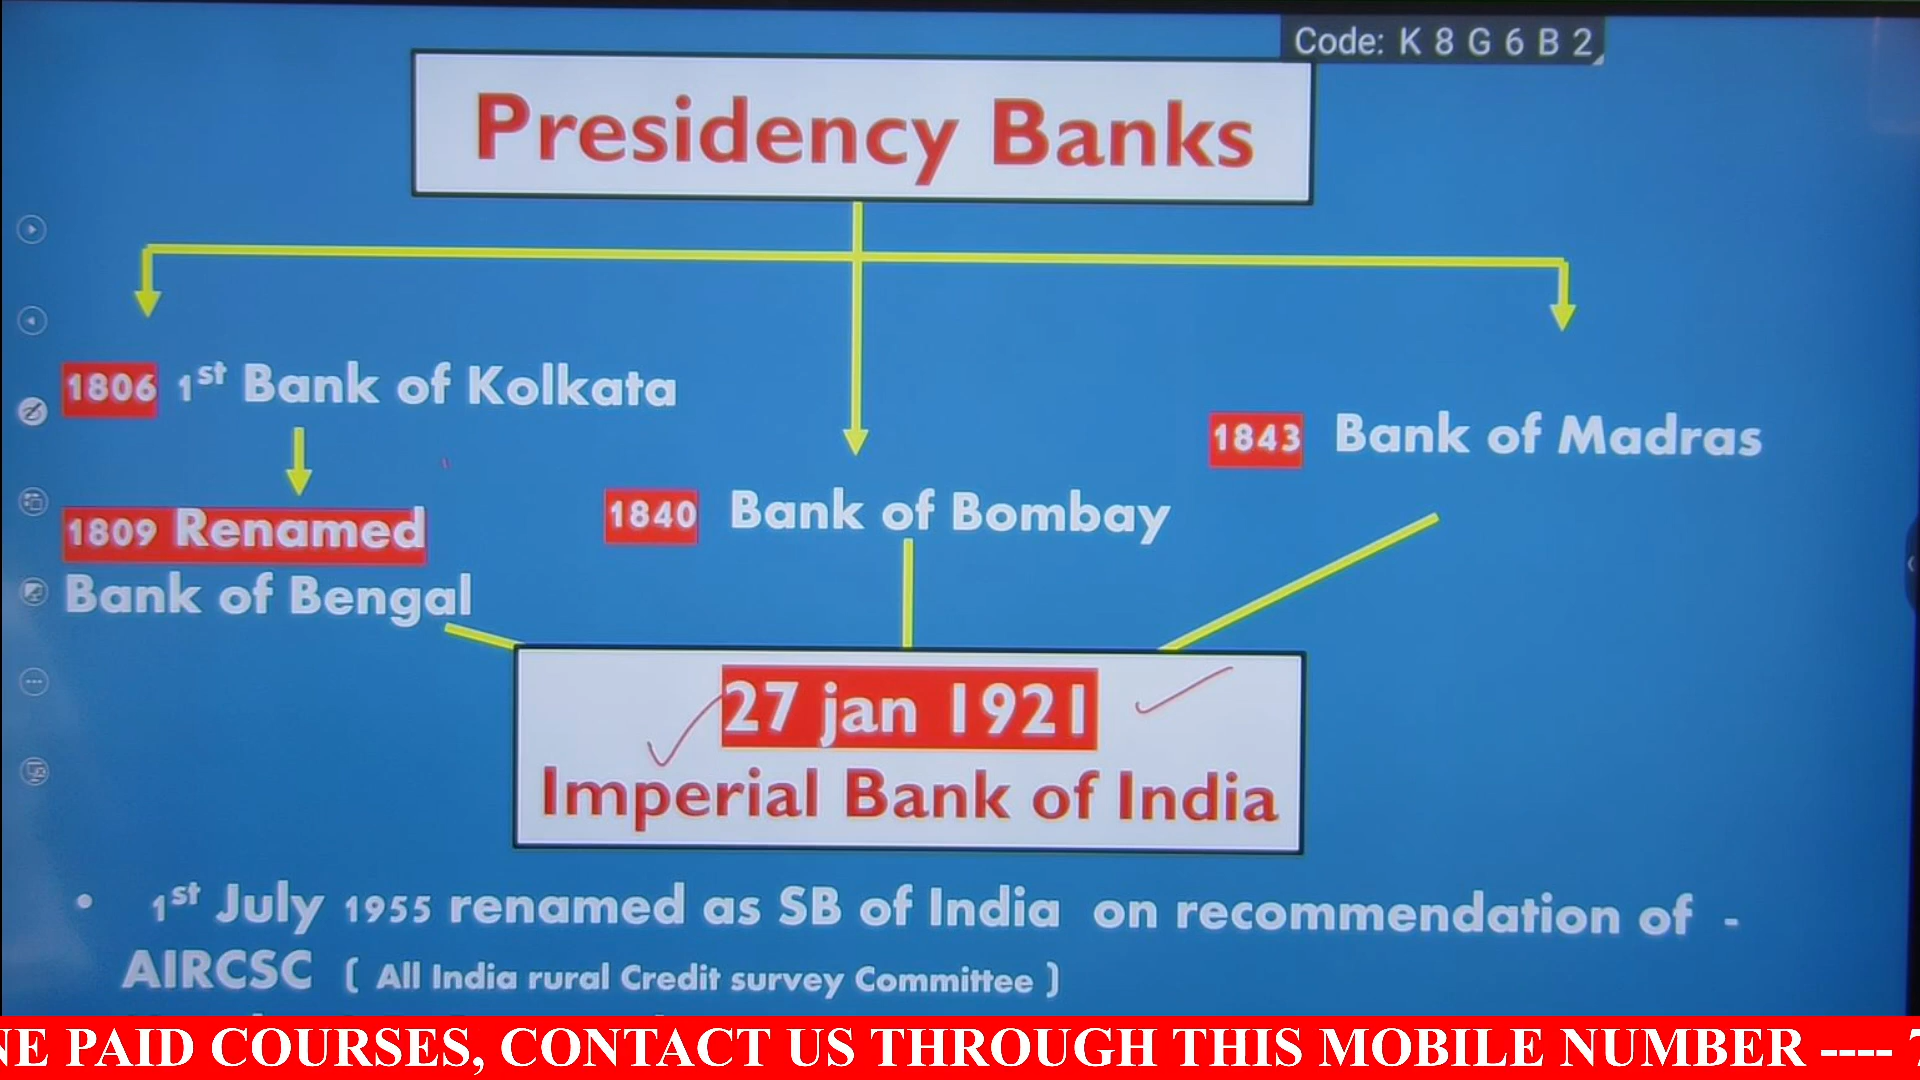 Code: K 8 G 6 B 2
Presidency Banks
1806 1st Bank of Kolkata
1843 Bank of Madras
1840 Bank of Bombay
1809 Renamed
Bank of Bengal
27 jan 1921
Imperial Bank of India
• 1st July 1955 renamed as SB of India on recommendation of -
AIRCSC ( All India rural Credit survey Committee )
NE PAID COURSES, CONTACT US THROUGH THIS MOBILE NUMBER ---- 7